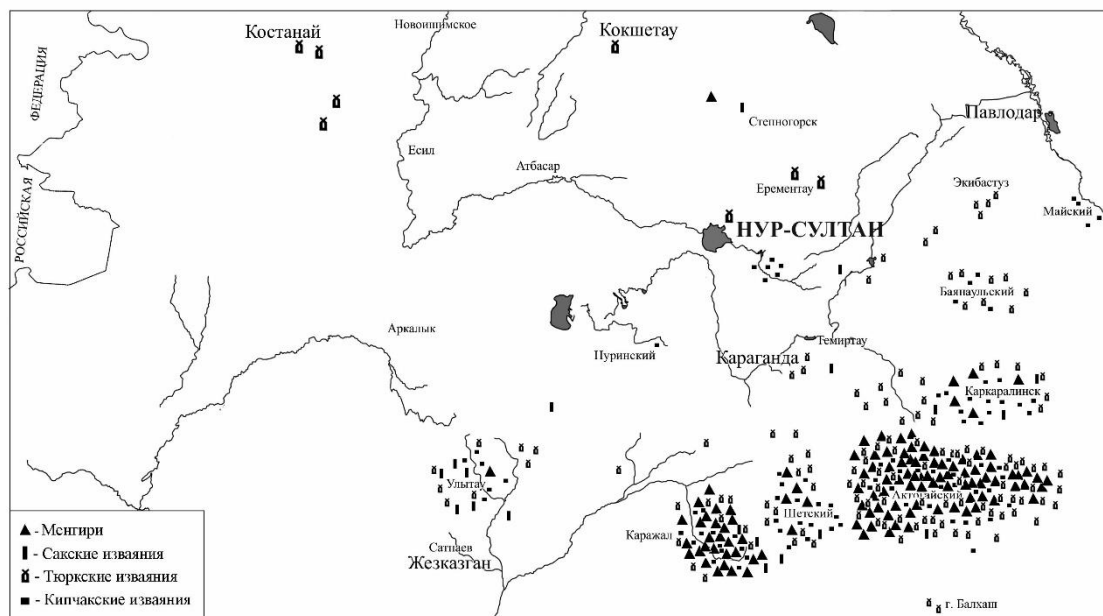 Новоишимское
Костанай
Кокшетау
ФЕДЕРАЦИЯ
РОССИЙСКАЯ
Степногорск
Павлодар
Есил
Атбасар
Ерементау
Экибастуз
Майский
НУР-СУЛТАН
Баянаульский
Аркалык
Пуринский
Караганда
Темиртау
Каркаралинск
Улытау
Актогайский
Шетский
Каражал
Сатпаев
Жезказган
- Менгири
- Сакские изваяния
- Тюркские изваяния
- Кипчакские изваяния
г. Балхаш